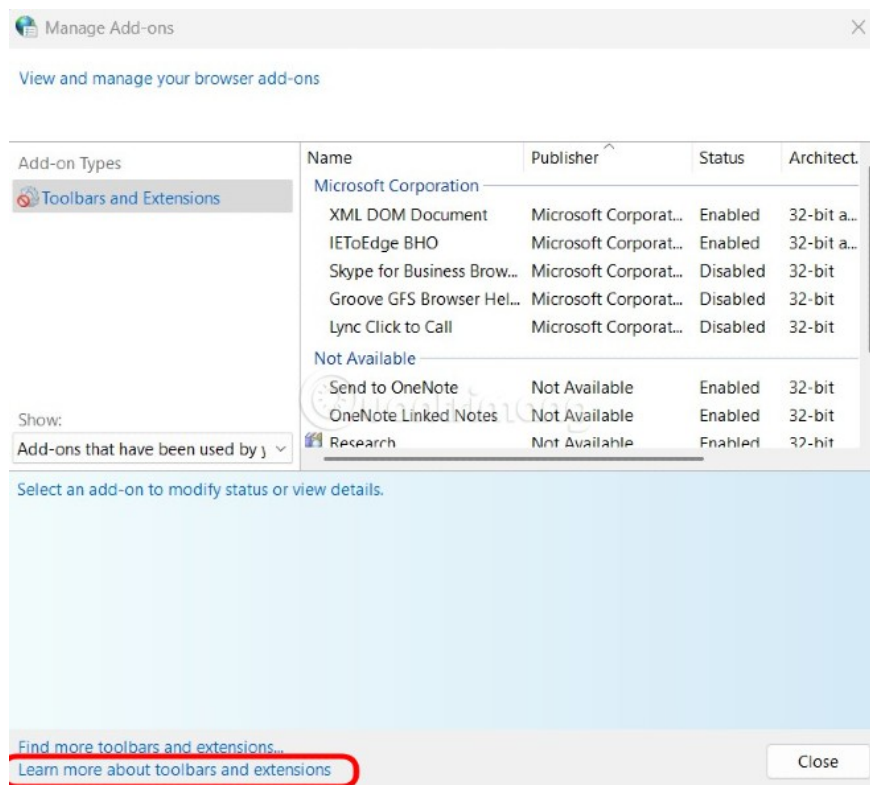 Manage Add-ons
View and manage your browser add-ons
Add-on Types
Toolbars and Extensions
Show:
Add-ons that have been used by y
Name Publisher Status Architect.
Microsoft Corporation
XML DOM Document Microsoft Corporat... Enabled 32-bit a...
IEToEdge BHO Microsoft Corporat... Enabled 32-bit a...
Skype for Business Brow... Microsoft Corporat... Disabled 32-bit
Groove GFS Browser Hel... Microsoft Corporat... Disabled 32-bit
Lync Click to Call Microsoft Corporat... Disabled 32-bit
Not Available
Send to OneNote Not Available Enabled 32-bit
OneNote Linked Notes Not Available Enabled 32-bit
Research Not Available Enabled 32-bit
Select an add-on to modify status or view details.
Find more toolbars and extensions...
Learn more about toolbars and extensions
Close